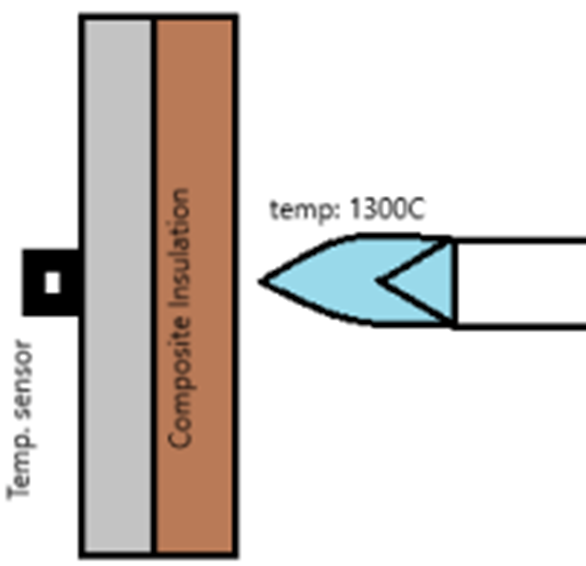 temp: 1300C
Composite Insulation
Temp. sensor